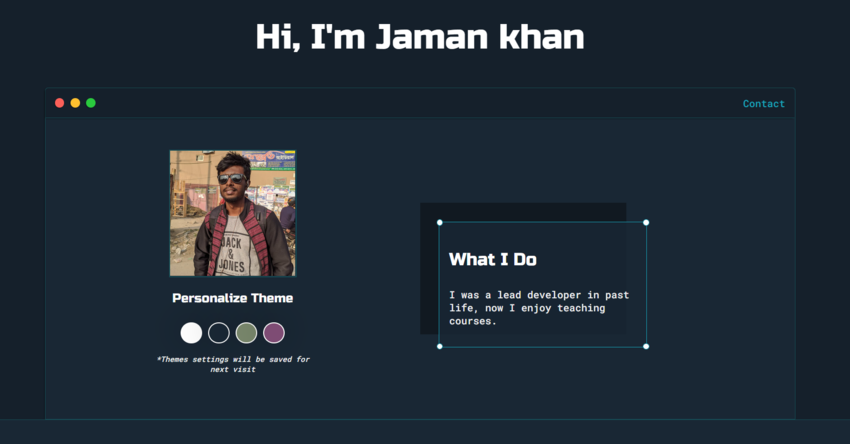 Hi, I'm Jaman khan
Contact
JACK
& JONES
Personalize Theme
*Themes settings will be saved for
next visit
What I Do
I was a lead developer in past
life, now I enjoy teaching
courses.